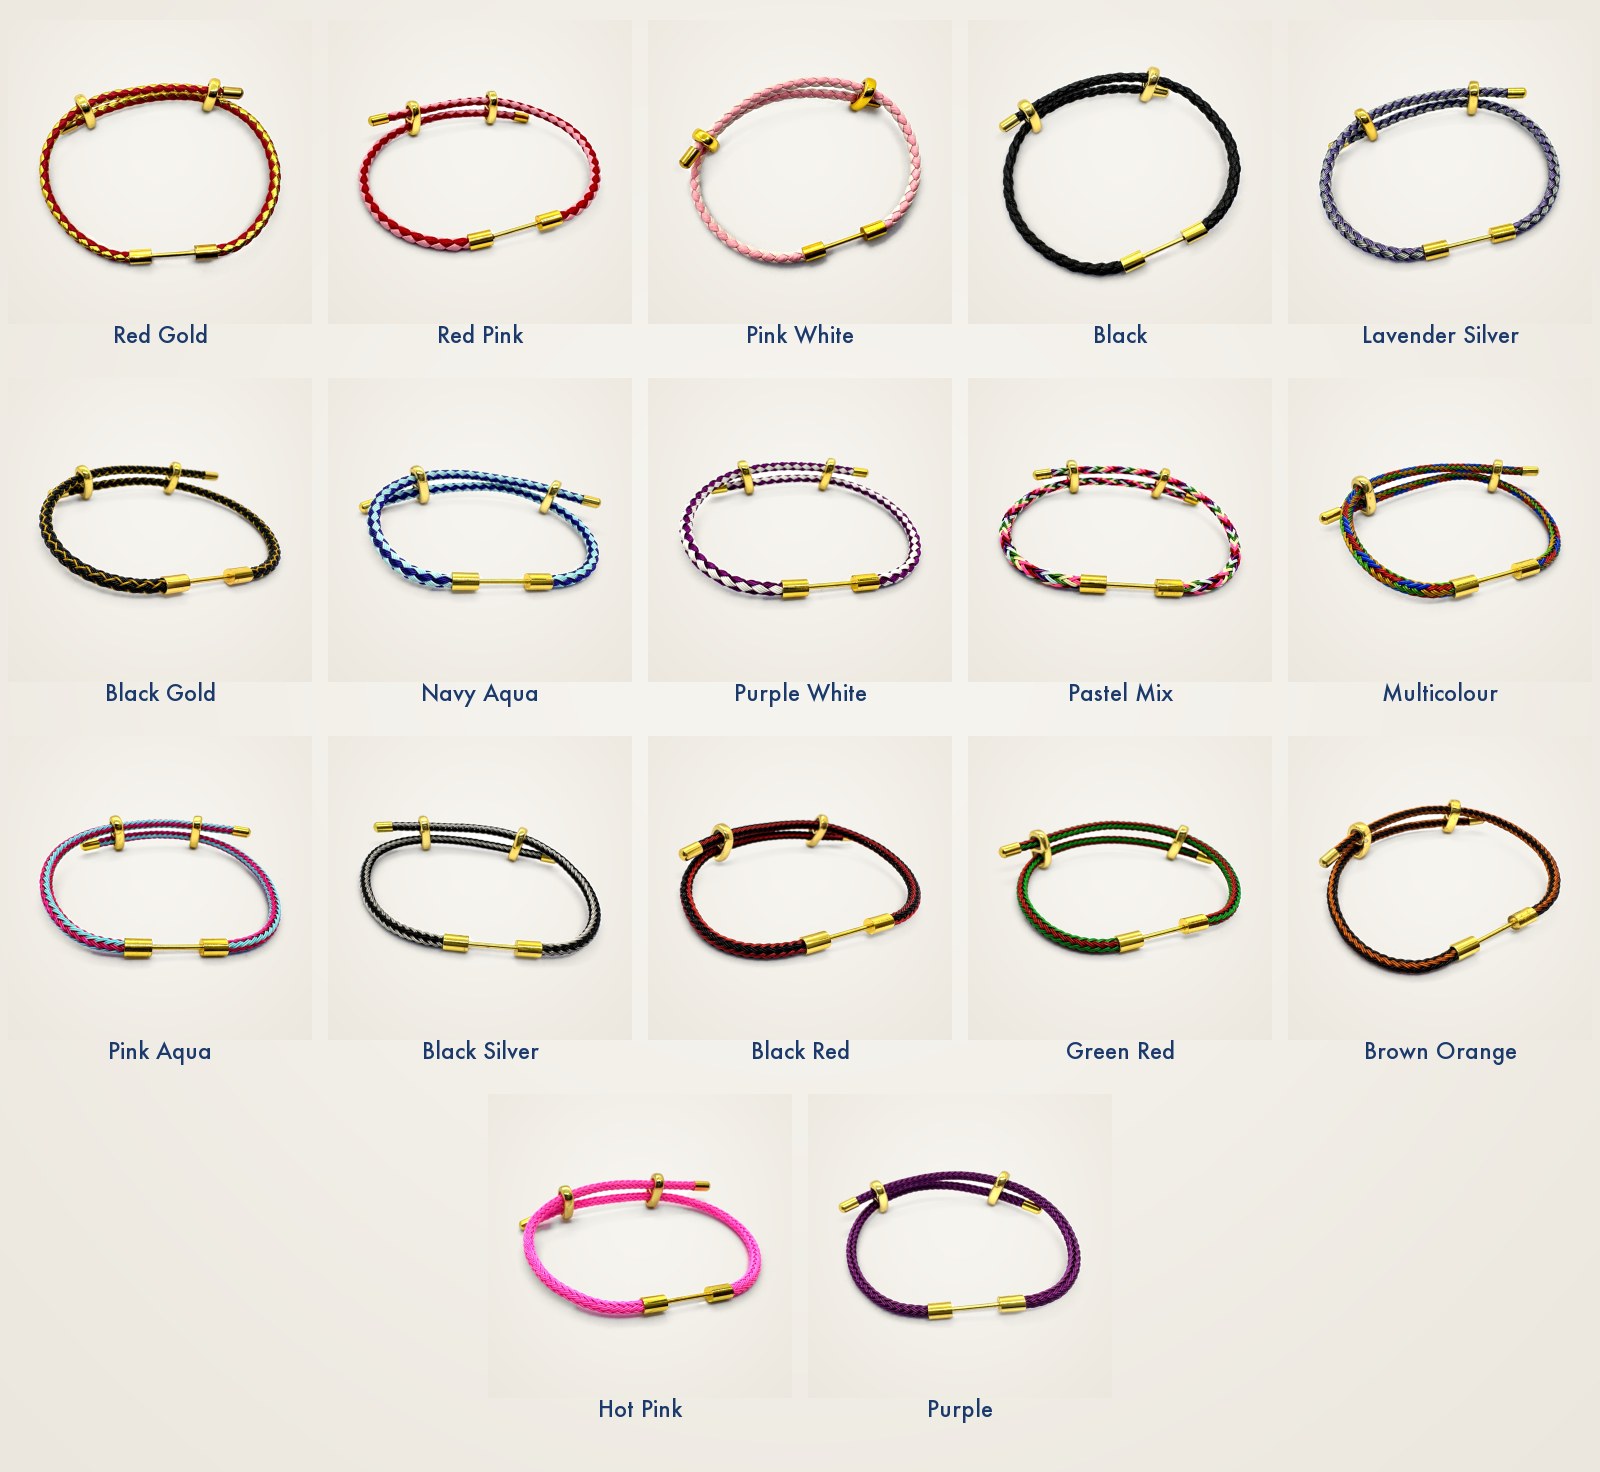 Red Gold
Red Pink
Pink White
Black
Lavender Silver
Black Gold
Navy Aqua
Purple White
Pastel Mix
Multicolour
Pink Aqua
Black Silver
Black Red
Green Red
Brown Orange
Hot Pink
Purple